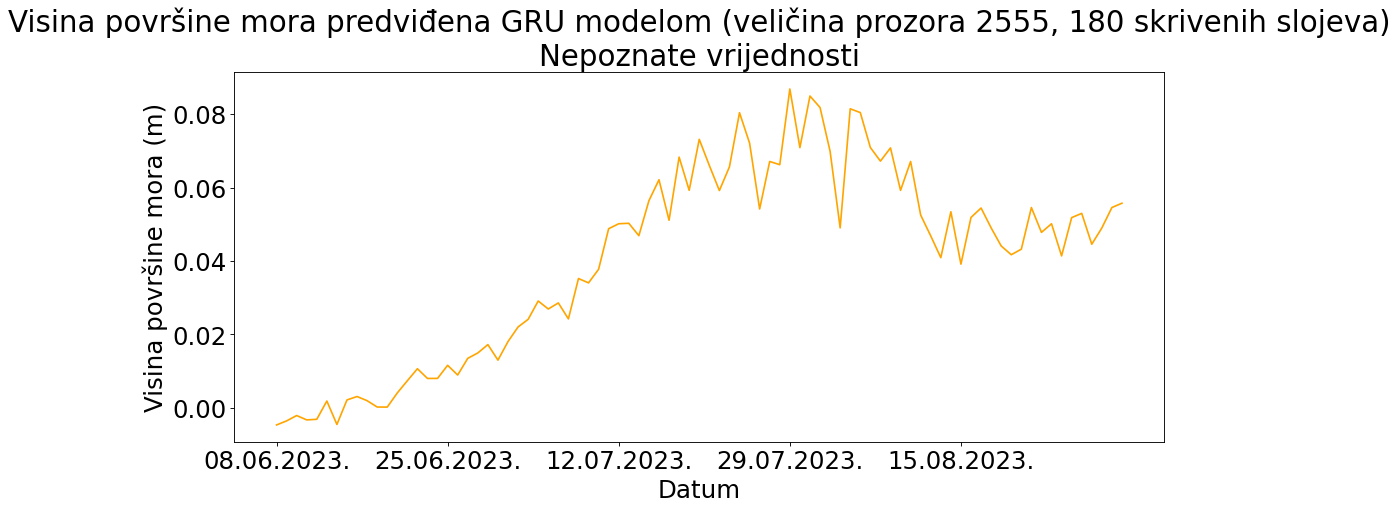 Visina površine mora predviđena GRU modelom (veličina prozora 2555, 180 skrivenih slojeva)
Nepoznate vrijednosti
Visina površine mora (m)
0.08
0.06
0.04
0.02
0.00
08.06.2023. 25.06.2023. 12.07.2023. 29.07.2023. 15.08.2023.
Datum